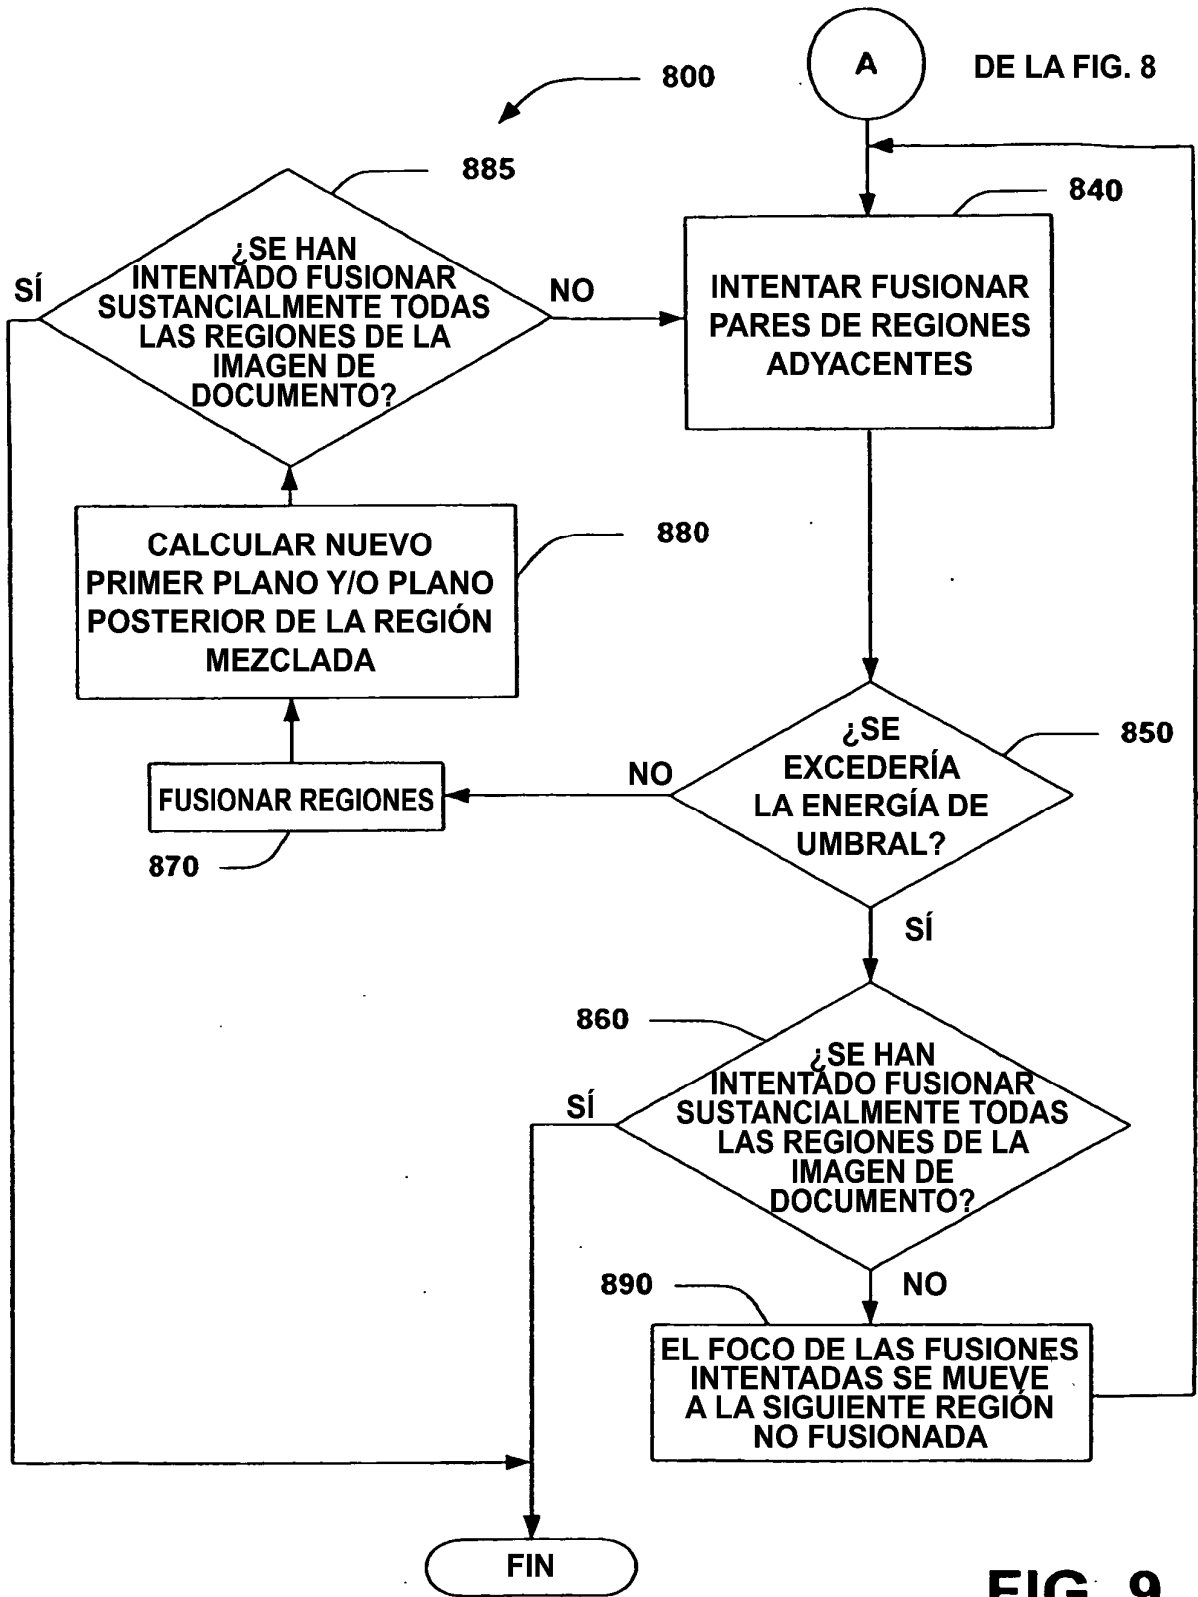 A
DE LA FIG. 8
800
885
¿SE HAN
INTENTADO FUSIONAR
SUSTANCIALMENTE TODAS
LAS REGIONES DE LA
IMAGEN DE
DOCUMENTO?
SÍ
NO
840
INTENTAR FUSIONAR
PARES DE REGIONES
ADYACENTES
880
CALCULAR NUEVO
PRIMER PLANO Y/O PLANO
POSTERIOR DE LA REGIÓN
MEZCLADA
850
¿SE
EXCEDERÍA
LA ENERGÍA DE
UMBRAL?
NO
FUSIONAR REGIONES
870
SÍ
860
¿SE HAN
INTENTADO FUSIONAR
SUSTANCIALMENTE TODAS
LAS REGIONES DE LA
IMAGEN DE
DOCUMENTO?
SÍ
NO
890
EL FOCO DE LAS FUSIONES
INTENTADAS SE MUEVE
A LA SIGUIENTE REGIÓN
NO FUSIONADA
FIN
FIG. 9